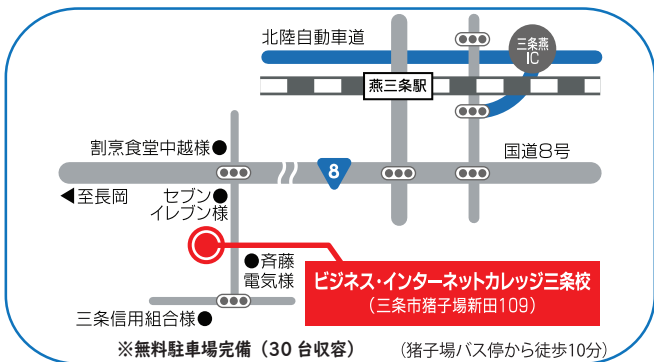 北陸自動車道
三条燕
IC
燕三条駅
割烹食堂中越様●
国道8号
8
◀至長岡
セブン●
イレブン様
●斉藤
電気様
ビジネス・インターネットカレッジ三条校
(三条市猪子場新田109)
三条信用組合様●
※無料駐車場完備(30台収容)
(猪子場バス停から徒歩10分)